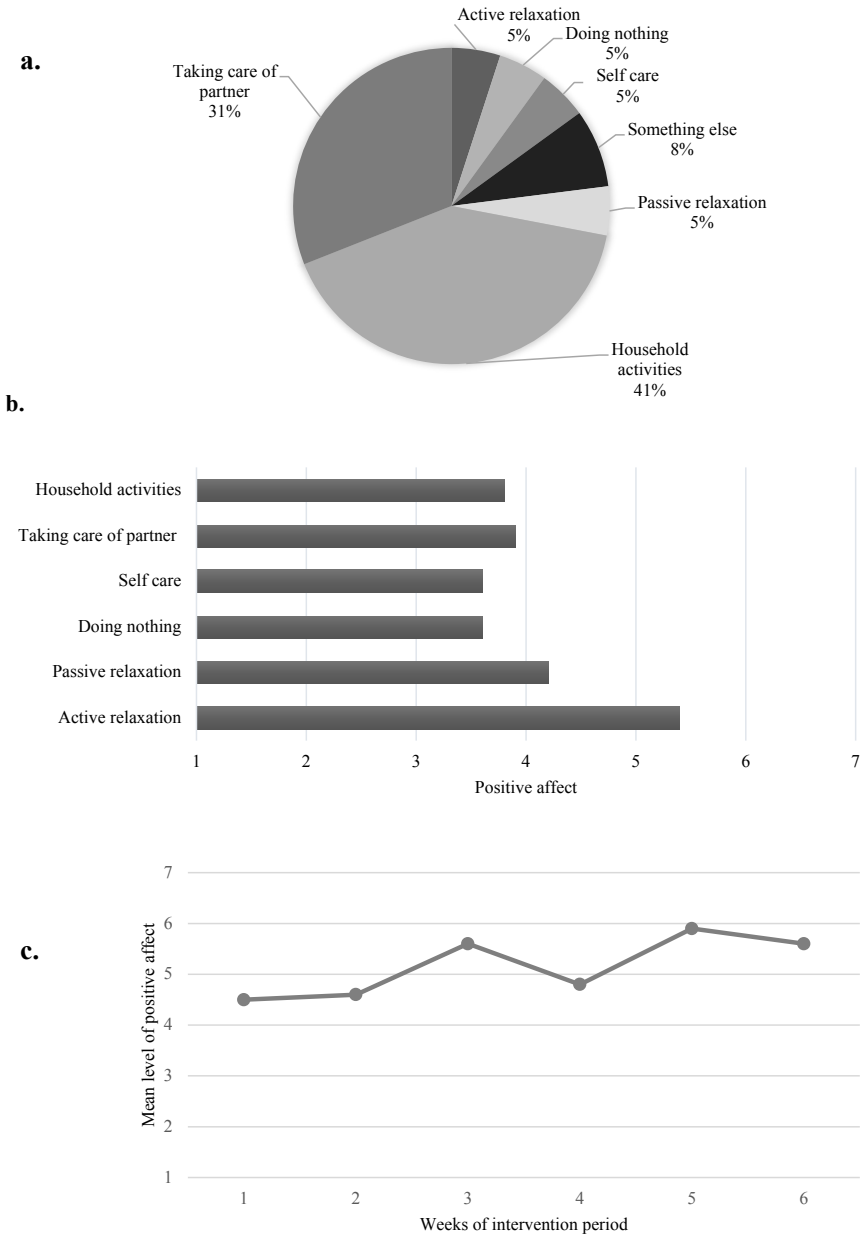 a.
Active relaxation
5%
Doing nothing
5%
Self care
5%
Something else
8%
Passive relaxation
5%
Household
activities
41%
Taking care of
partner
31%
b.
Household activities
Taking care of partner
Self care
Doing nothing
Passive relaxation
Active relaxation
1 2 3 4 5 6 7
Positive affect
c.
Mean level of positive affect
7
6
5
4
3
2
1
1 2 3 4 5 6
Weeks of intervention period